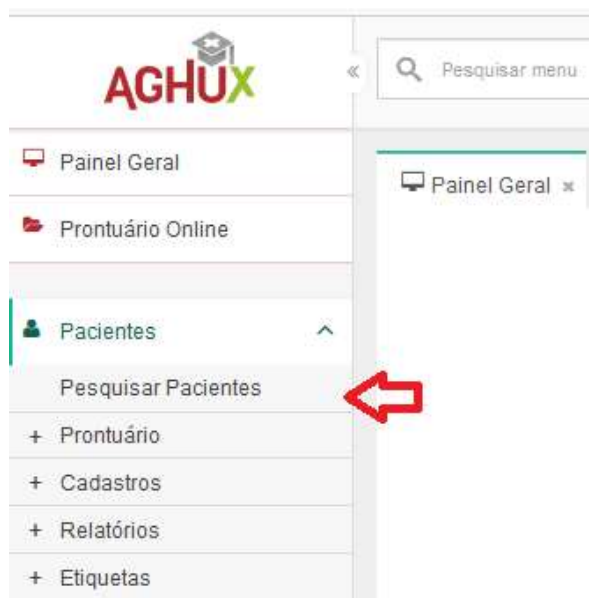 AGHUX
Pesquisar menu
Painel Geral
Painel Geral
Prontuário Online
Pacientes
Pesquisar Pacientes
+ Prontuário
+ Cadastros
+ Relatórios
+ Etiquetas